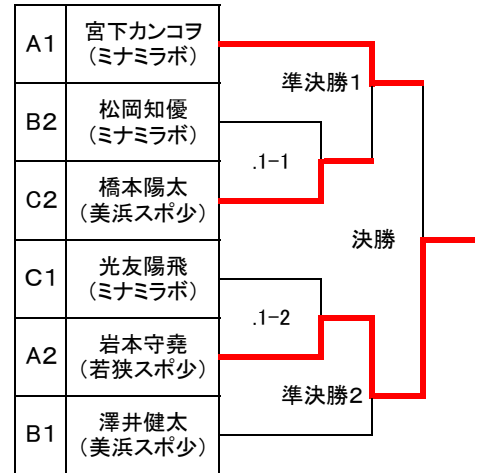 A1
宮下カンコヲ
(ミナミラボ)
準決勝1
B2
松岡知優
(ミナミラボ)
.1-1
C2
橋本陽太
(美浜スポ少)
決勝
C1
光友陽飛
(ミナミラボ)
.1-2
A2
岩本守堯
(若狭スポ少)
準決勝2
B1
澤井健太
(美浜スポ少)